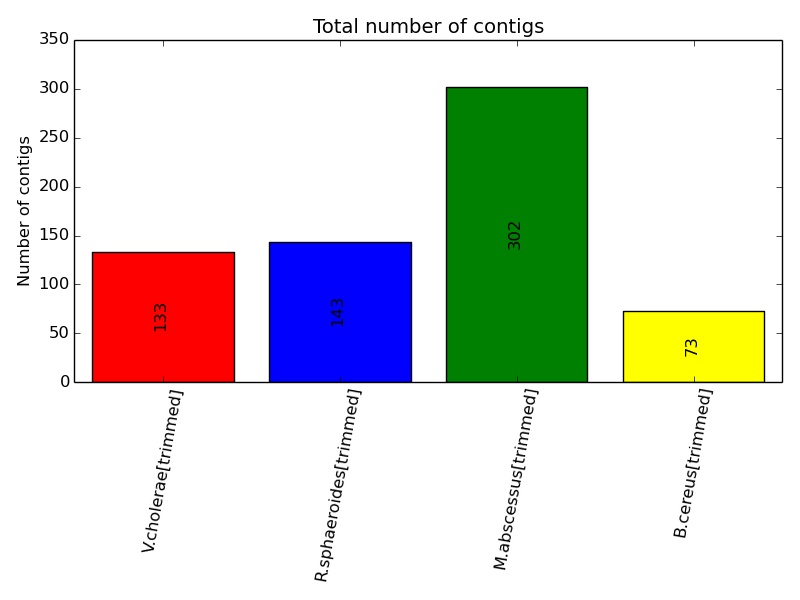 Total number of contigs
Number of contigs
350
300
250
200
150
100
50
0
133
143
302
73
V.cholerae[trimmed]
R.sphaeroides[trimmed]
M.abscessus[trimmed]
B.cereus[trimmed]